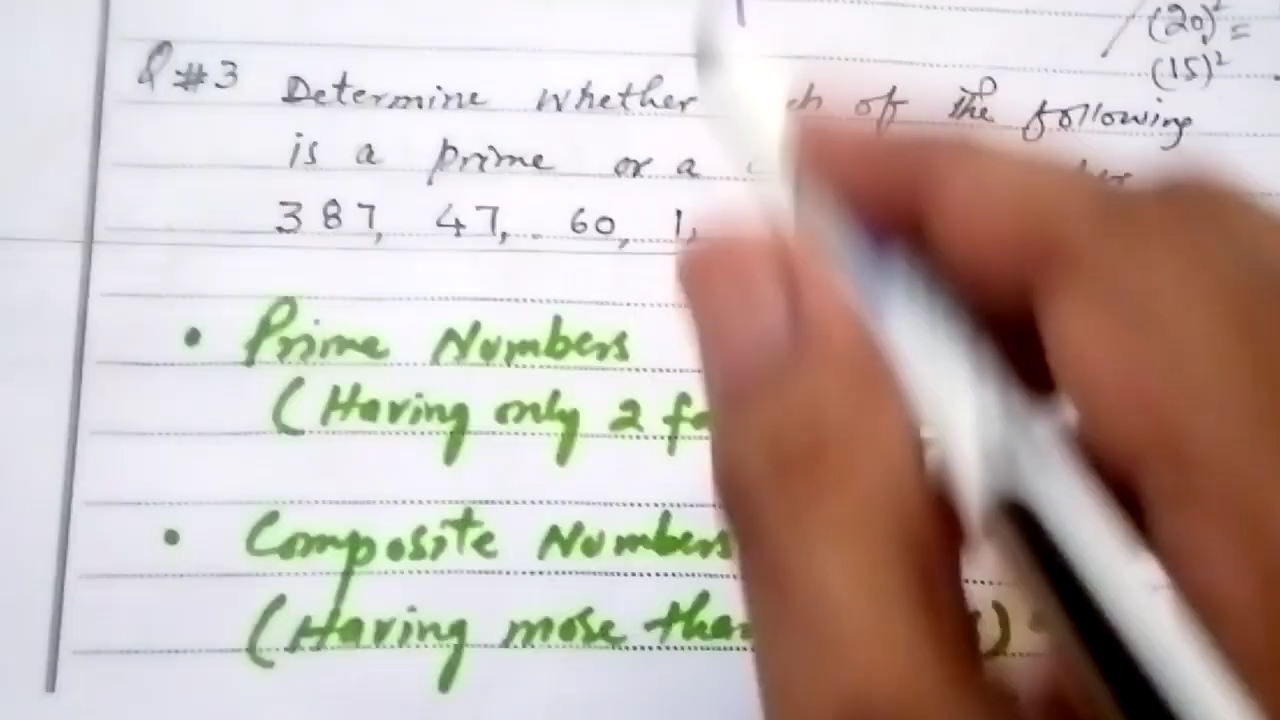 (20)² =
(15)²
Q #3 Determine whether of the following
is a prime or a
387, 47, 60, 1,
• Prime Numbers
(Having only 2
• Composite Numbers
(Having more